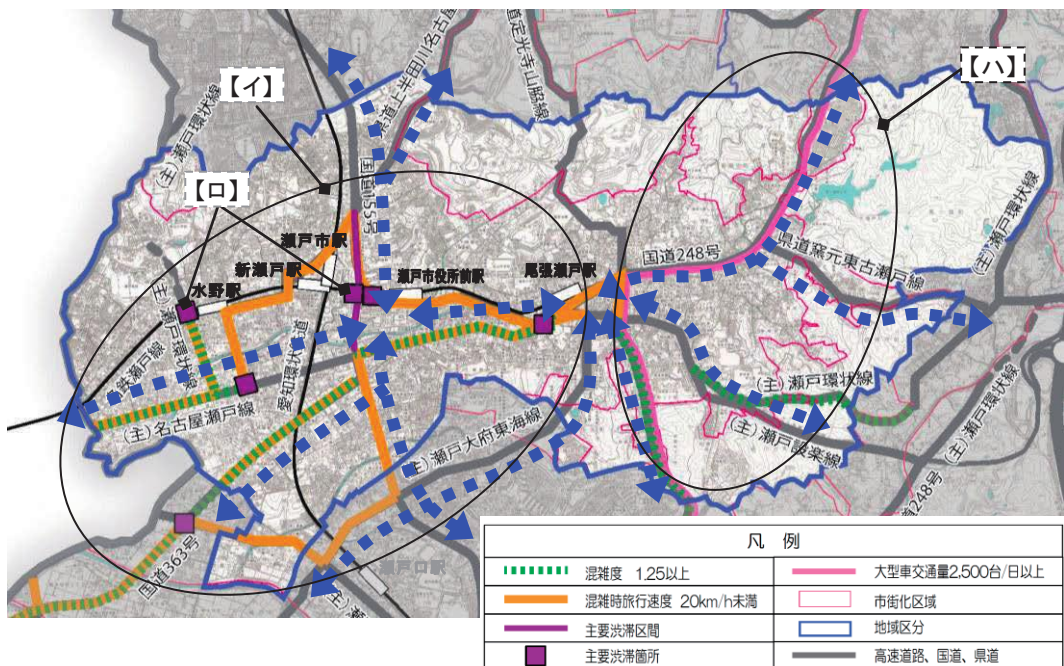 【イ】
【ロ】
【ハ】
県道上半田川名古屋
道定光寺山脇線
(主)瀬戸環状線
国道155号
瀬戸市駅
新瀬戸駅
水野駅
瀬戸市役所前駅
尾張瀬戸駅
国道248号
県道窯元東古瀬戸線
(主)瀬戸環状線
(主)瀬戸環状線
鉄瀬戸線
(主)名古屋瀬戸線
愛知環状
道
(主)瀬戸大府東海線
(主)瀬戸環状線
(主)瀬戸設楽線
(主)瀬戸環状線
道248号
国道363号
瀬戸口駅
(主)瀬
凡 例
混雑度 1.25以上
大型車交通量2,500台/日以上
混雑時旅行速度 20km/h未満
市街化区域
主要渋滞区間
地域区分
主要渋滞箇所
高速道路、国道、県道